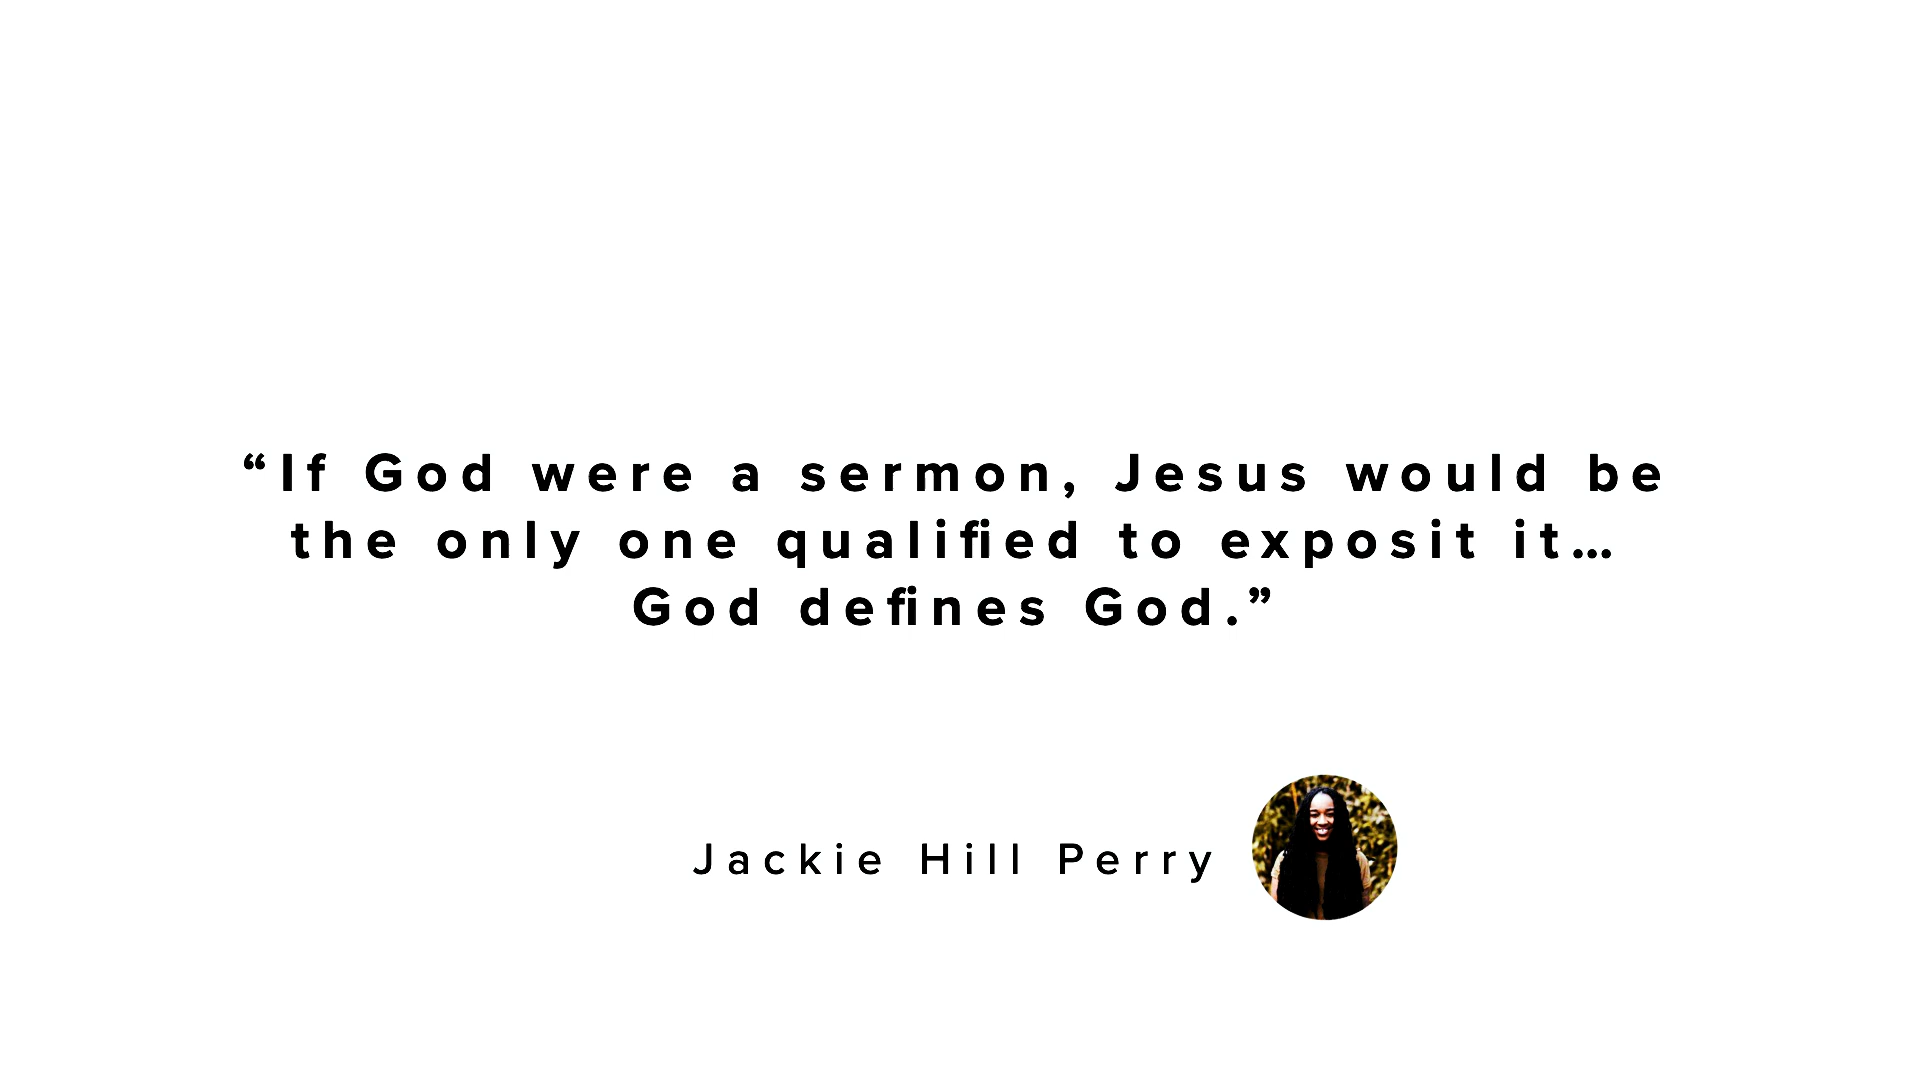 “If God were a sermon, Jesus would be
the only one qualified to exposit it…
God defines God.”
Jackie Hill Perry